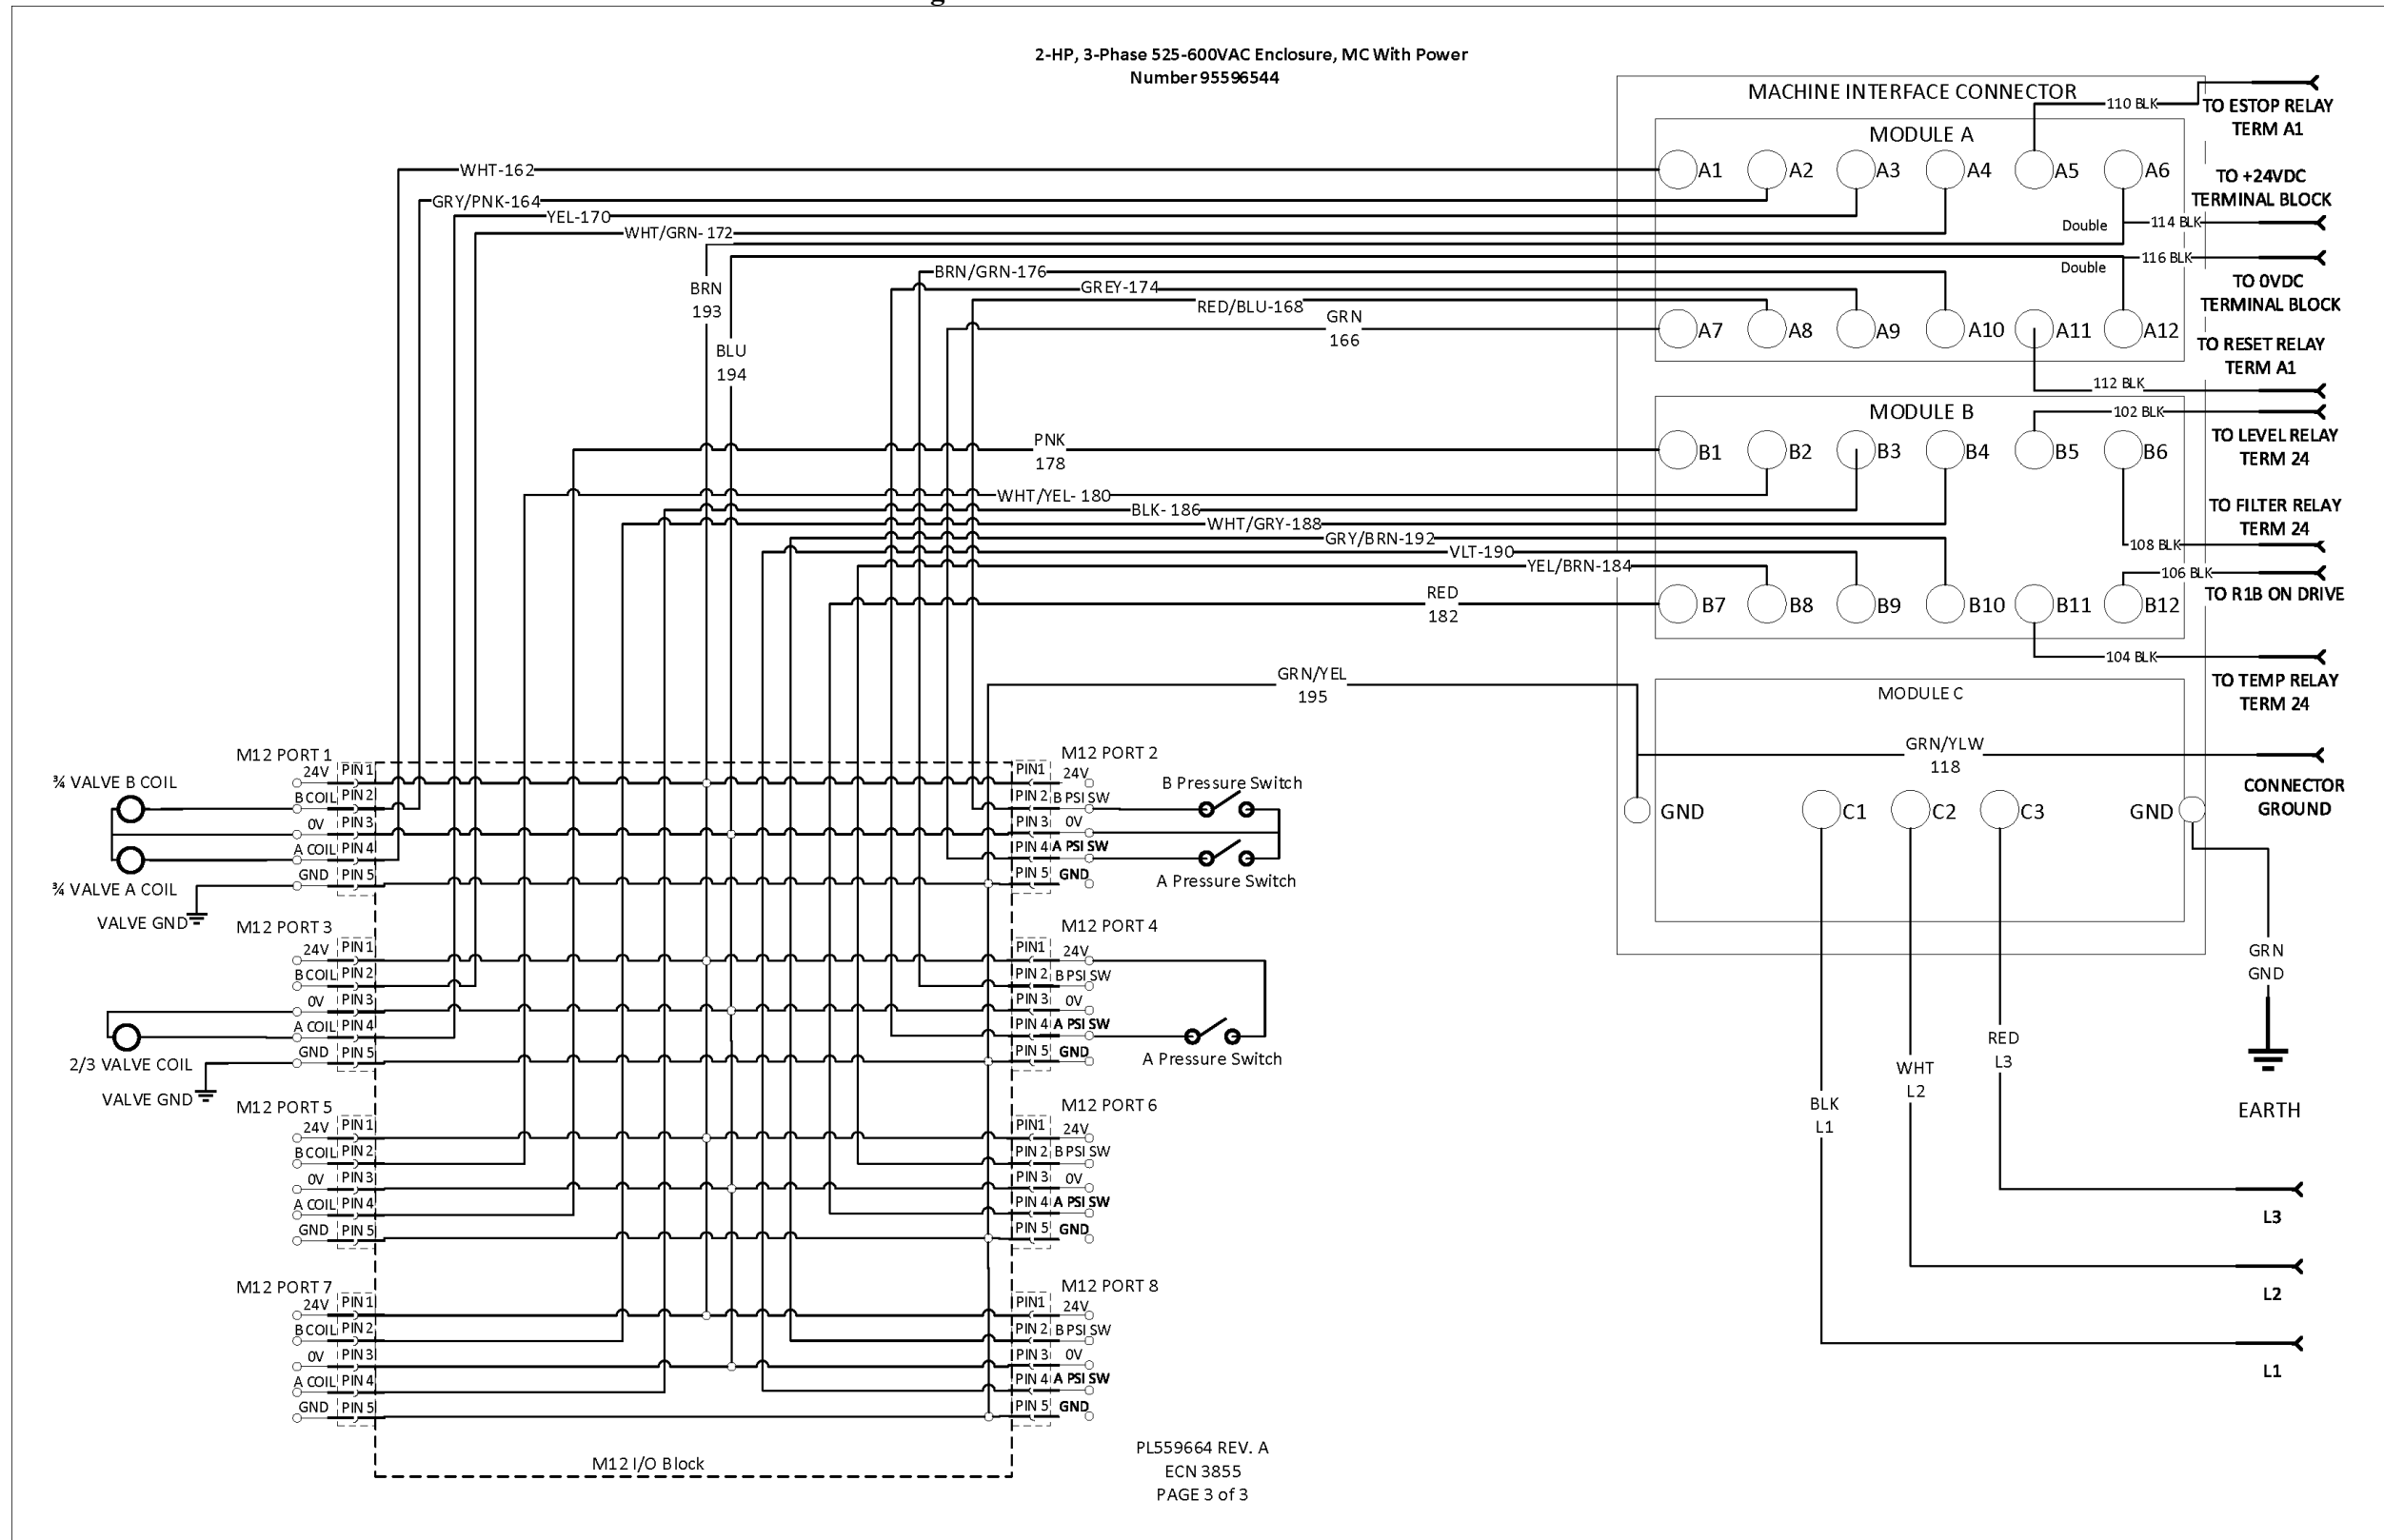 g
2-HP, 3-Phase 525-600VAC Enclosure, MC With Power
Number 95596544
MACHINE INTERFACE CONNECTOR
110 BLK
TO ESTOP RELAY
TERM A1
MODULE A
A1
A2
A3
A4
A5
A6
WHT-162
TO +24VDC
TERMINAL BLOCK
GRY/PNK-164
YEL-170
WHT/GRN- 172
Double
114 BLK
116 BLK
Double
BRN/GRN-176
GREY-174
RED/BLU-168
BRN
193
TO 0VDC
TERMINAL BLOCK
GRN
166
A7
A8
A9
A10
A11
A12
BLU
194
TO RESET RELAY
TERM A1
112 BLK
MODULE B
102 BLK
TO LEVEL RELAY
TERM 24
PNK
178
B1
B2
B3
B4
B5
B6
WHT/YEL- 180
BLK- 186
WHT/GRY-188
GRY/BRN-192
VLT-190
YEL/BRN-184
TO FILTER RELAY
TERM 24
108 BLK
106 BLK
TO R1B ON DRIVE
RED
182
B7
B8
B9
B10
B11
B12
104 BLK
TO TEMP RELAY
TERM 24
GRN/YEL
195
MODULE C
GRN/YLW
118
CONNECTOR
GROUND
GND
C1
C2
C3
GND
M12 PORT 1
24V PIN 1
B COIL PIN 2
0V PIN 3
A COIL PIN 4
GND PIN 5
¾ VALVE B COIL
¾ VALVE A COIL
VALVE GND
M12 PORT 2
PIN1 24V
PIN 2 B PSI SW
PIN 3 0V
PIN 4 A PSI SW
PIN 5 GND
B Pressure Switch
A Pressure Switch
M12 PORT 3
24V PIN 1
B COIL PIN 2
0V PIN 3
A COIL PIN 4
GND PIN 5
2/3 VALVE COIL
VALVE GND
M12 PORT 4
PIN1 24V
PIN 2 B PSI SW
PIN 3 0V
PIN 4 A PSI SW
PIN 5 GND
A Pressure Switch
GRN
GND
RED
L3
WHT
L2
BLK
L1
EARTH
M12 PORT 5
24V PIN 1
B COIL PIN 2
0V PIN 3
A COIL PIN 4
GND PIN 5
M12 PORT 6
PIN1 24V
PIN 2 B PSI SW
PIN 3 0V
PIN 4 A PSI SW
PIN 5 GND
L3
L2
L1
M12 PORT 7
24V PIN 1
B COIL PIN 2
0V PIN 3
A COIL PIN 4
GND PIN 5
M12 PORT 8
PIN1 24V
PIN 2 B PSI SW
PIN 3 0V
PIN 4 A PSI SW
PIN 5 GND
M12 I/O Block
PL559664 REV. A
ECN 3855
PAGE 3 of 3